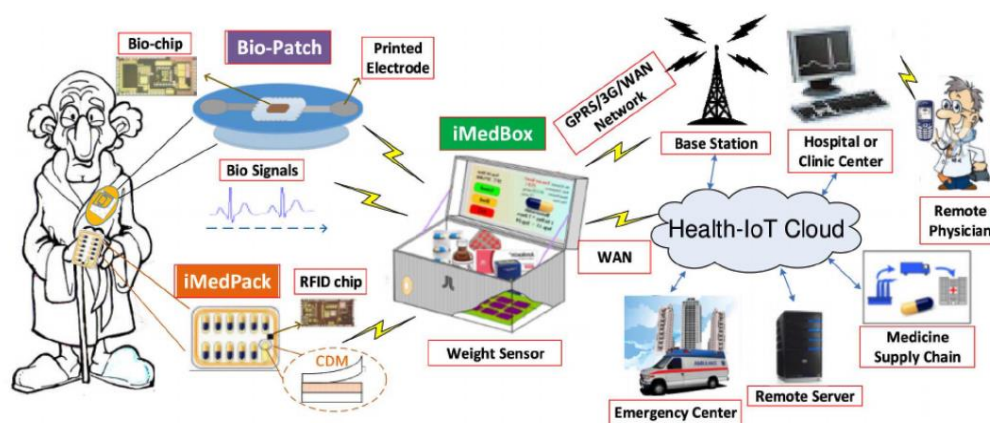 Bio-chip
Bio-Patch
Printed
Electrode
Bio Signals
iMedBox
GPRS/3G/WAN
Network
Base Station
Hospital or
Clinic Center
Remote
Physician
Health-IoT Cloud
WAN
iMedPack
RFID chip
CDM
Weight Sensor
Emergency Center
Remote Server
Medicine
Supply Chain